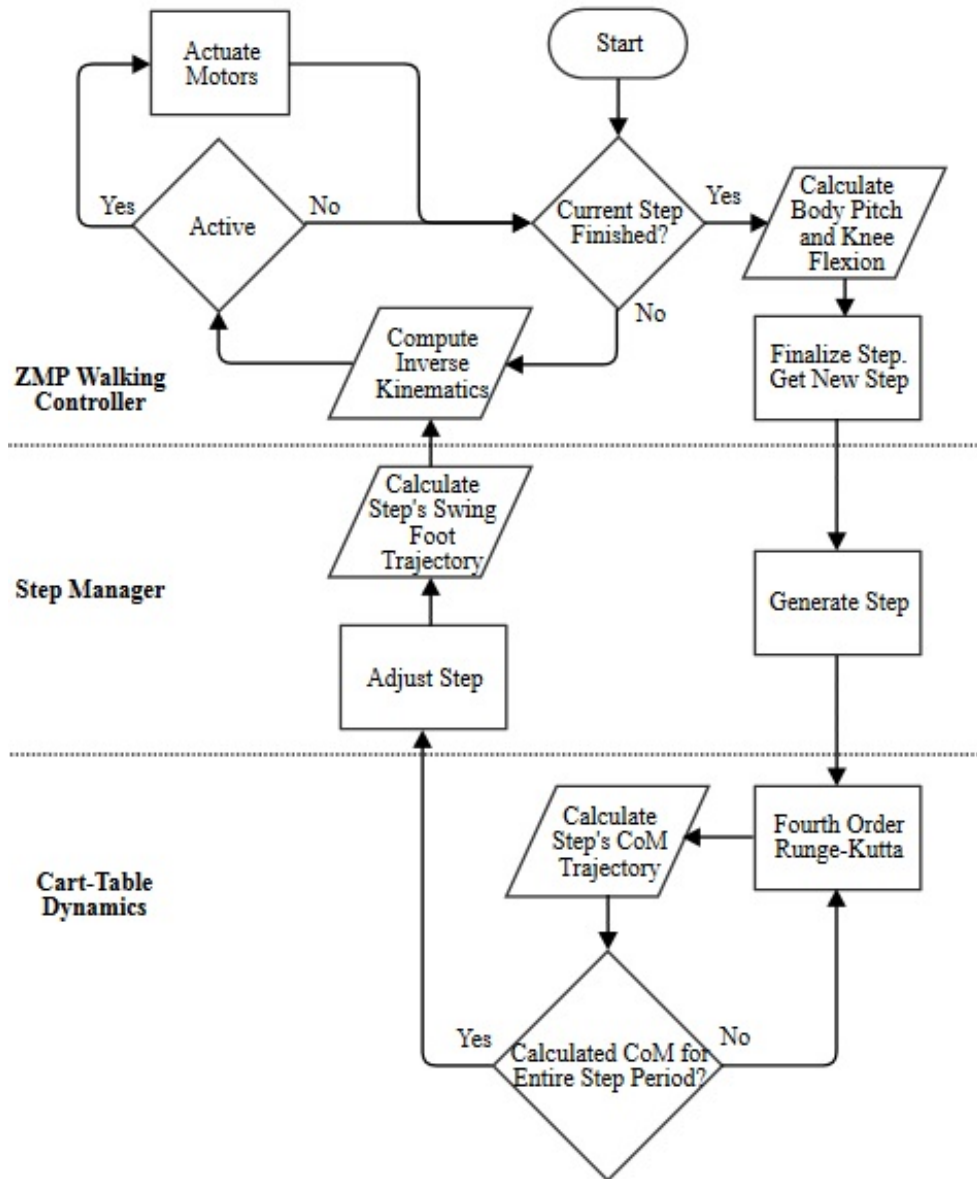 Actuate
Motors
Start
Yes
Active
No
Current Step
Finished?
Yes
Calculate
Body Pitch
and Knee
Flexion
No
Compute
Inverse
Kinematics
Finalize Step.
Get New Step
ZMP Walking
Controller
Calculate
Step's Swing
Foot
Trajectory
Step Manager
Generate Step
Adjust Step
Calculate
Step's CoM
Trajectory
Fourth Order
Runge-Kutta
Cart-Table
Dynamics
Yes
No
Calculated CoM for
Entire Step Period?